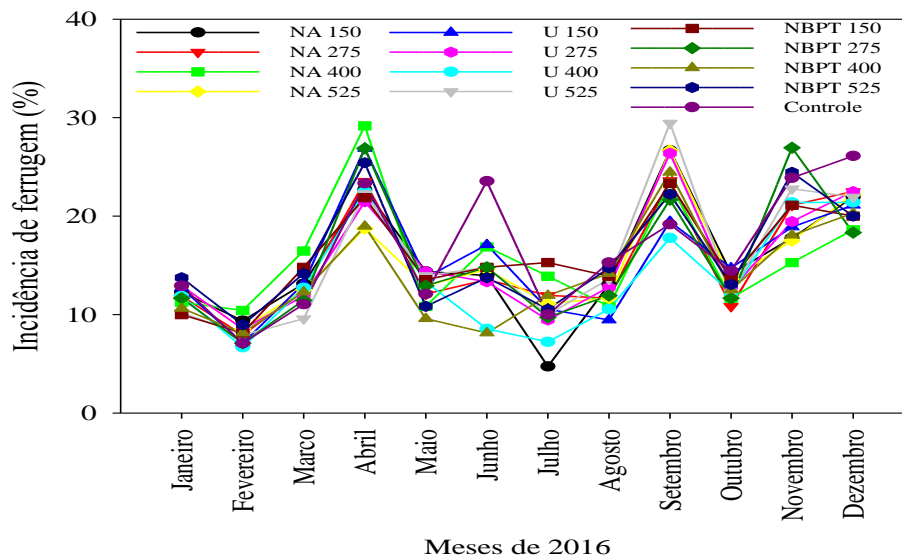 40
30
20
10
0
Incidência de ferrugem (%)
NA 150
NA 275
NA 400
NA 525
U 150
U 275
U 400
U 525
NBPT 150
NBPT 275
NBPT 400
NBPT 525
Controle
Janeiro
Fevereiro
Marco
Abril
Maio
Junho
Julho
Agosto
Setembro
Outubro
Novembro
Dezembro
Meses de 2016